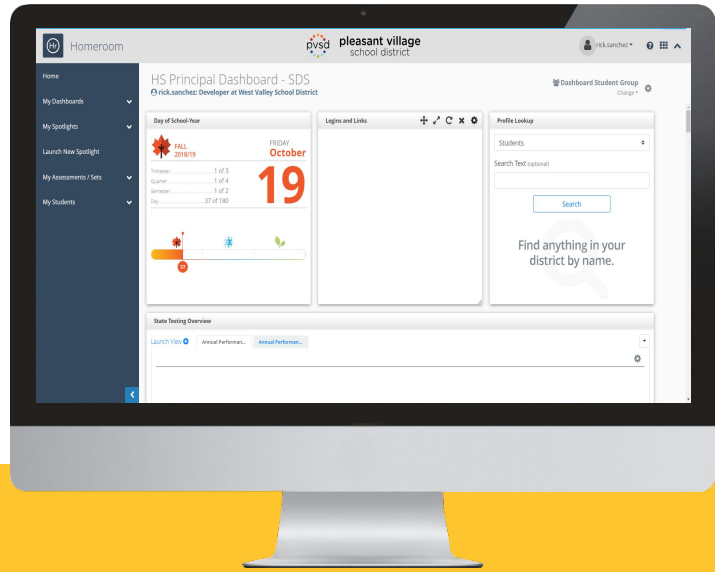 Hr Homeroom
pvsd pleasant village
school district
rick.sanchez
Home
My Dashboards
My Spotlights
Launch New Spotlight
My Assessments / Sets
My Students
HS Principal Dashboard - SDS
rick.sanchez: Developer at West Valley School District
Dashboard Student Group
Change
Day of School-Year
FALL
2018/19
FRIDAY
October
19
Trimester 1 of 3
Quarter 1 of 4
Semester 1 of 2
Day 37 of 180
37
Logins and Links
Profile Lookup
Students
Search Text (optional)
Search
Find anything in your
district by name.
State Testing Overview
Launch View
Annual Performan...
Annual Performan...